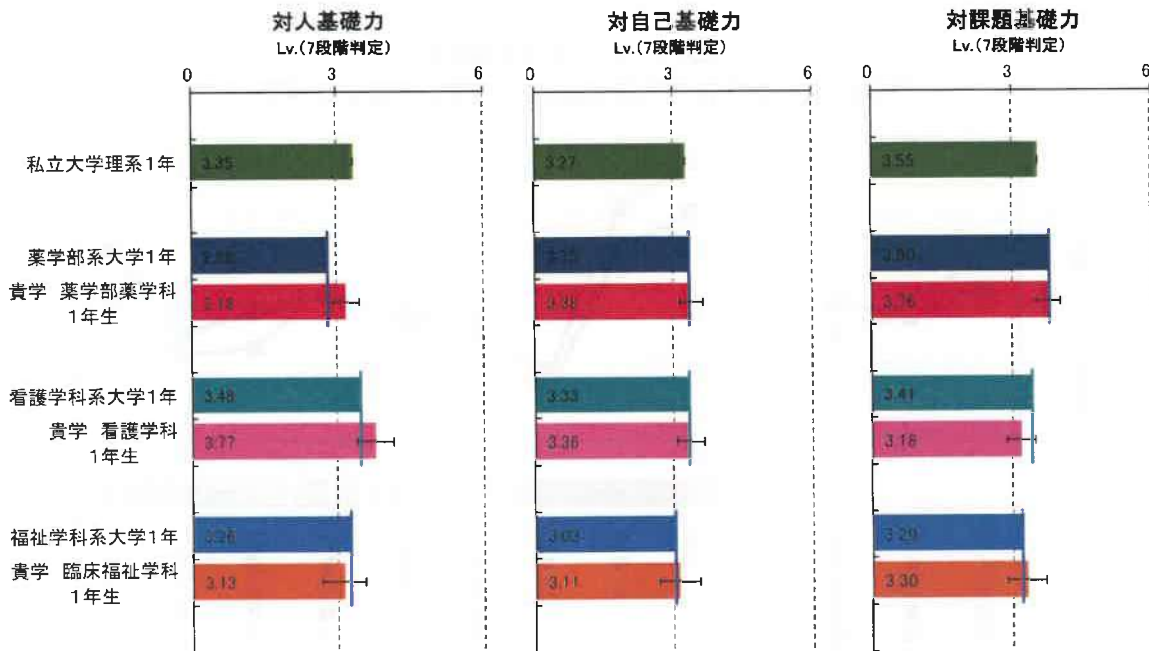 対人基礎力
Lv.(7段階判定)
0 3 6
対自己基礎力
Lv.(7段階判定)
0 3 6
対課題基礎力
Lv.(7段階判定)
0 3 6
私立大学理系1年
3.35
3.27
3.55
薬学部系大学1年
貴学 薬学部薬学科
1年生
3.18
3.38
3.76
看護学科系大学1年
3.48
3.33
3.41
貴学 看護学科
1年生
3.77
3.36
3.18
福祉学科系大学1年
3.26
3.03
3.29
貴学 臨床福祉学科
1年生
3.13
3.11
3.30